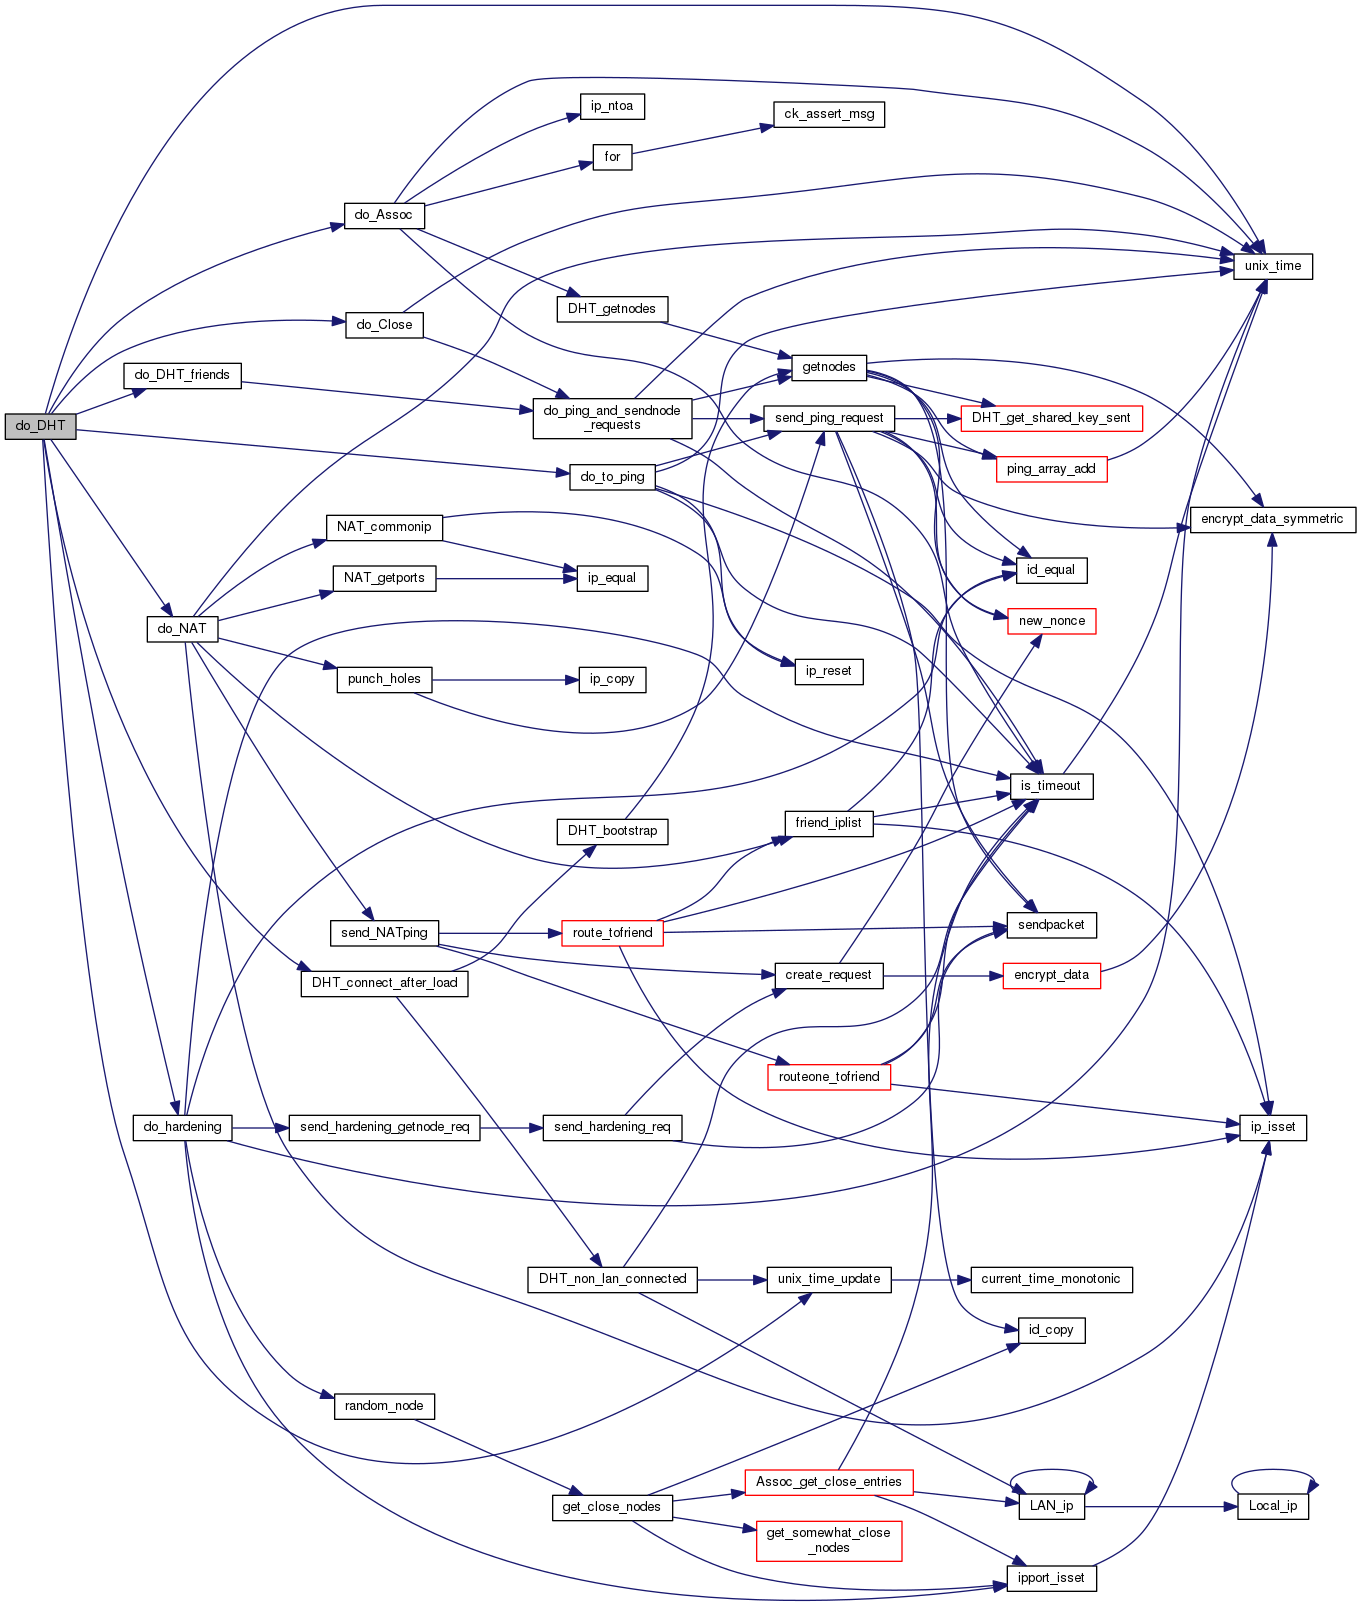 ip_ntoa
ck_assert_msg
for
do_Assoc
unix_time
DHT_getnodes
do_Close
getnodes
do_DHT_friends
do_ping_and_sendnode
_requests
send_ping_request
DHT_get_shared_key_sent
do_DHT
do_to_ping
ping_array_add
NAT_commonip
encrypt_data_symmetric
NAT_getports
ip_equal
id_equal
do_NAT
new_nonce
punch_holes
ip_copy
ip_reset
is_timeout
DHT_bootstrap
friend_iplist
send_NATping
route_tofriend
sendpacket
DHT_connect_after_load
create_request
encrypt_data
routeone_tofriend
do_hardening
send_hardening_getnode_req
send_hardening_req
ip_isset
DHT_non_lan_connected
unix_time_update
current_time_monotonic
id_copy
random_node
Assoc_get_close_entries
get_close_nodes
LAN_ip
Local_ip
get_somewhat_close
_nodes
ipport_isset